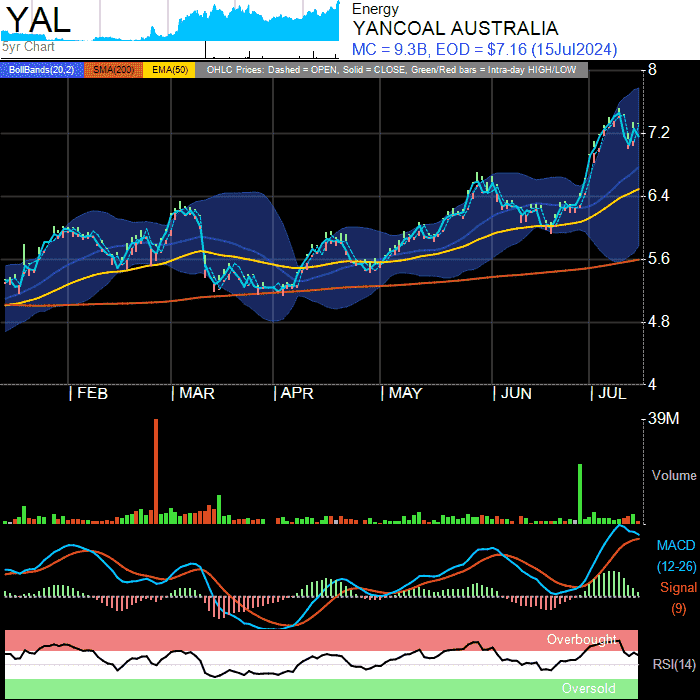 YAL
5yr Chart
Energy
YANCOAL AUSTRALIA
MC = 9.3B, EOD = $7.16 (15Jul2024)
BollBands(20,2) SMA(200) EMA(50) OHLC Prices: Dashed = OPEN, Solid = CLOSE, Green/Red bars = Intra-day HIGH/LOW
8
7.2
6.4
5.6
4.8
4
| FEB | MAR | APR | MAY | JUN | JUL
39M
Volume
MACD
(12-26)
Signal
(9)
Overbought
RSI(14)
Oversold